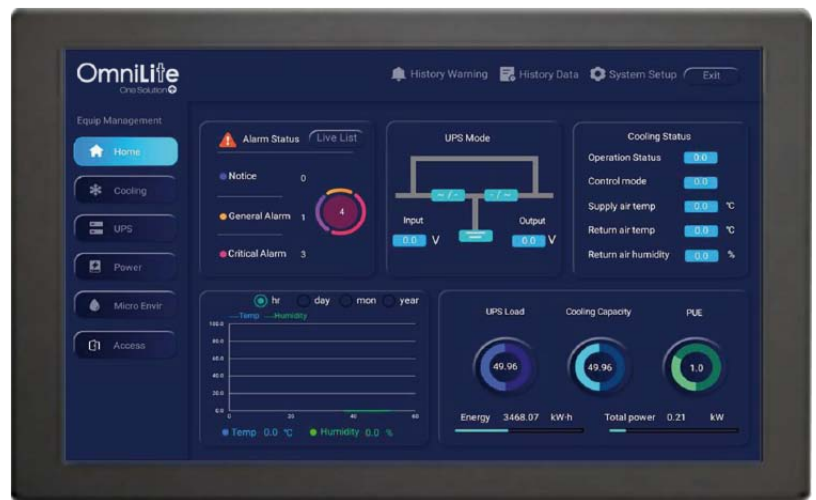 OmniLite
One Solution
History Warning
History Data
System Setup
Exit
Equip Management
Home
Cooling
UPS
Power
Micro Envir
Access
Alarm Status
Live List
Notice 0
General Alarm 1
Critical Alarm 3
4
UPS Mode
~ / -
- / ~
Input
Output
0.0 V
0.0 V
Cooling Status
Operation Status 0.0
Control mode 0.0
Supply air temp 0.0 ℃
Return air temp 0.0 ℃
Return air humidity 0.0 %
hr day mon year
Temp Humidity
100.0
80.0
60.0
40.0
20.0
0.0
0 20 40 60
Temp 0.0 ℃ Humidity 0.0 %
UPS Load
Cooling Capacity
PUE
49.96
49.96
1.0
Energy 3468.07 kW·h
Total power 0.21 kW